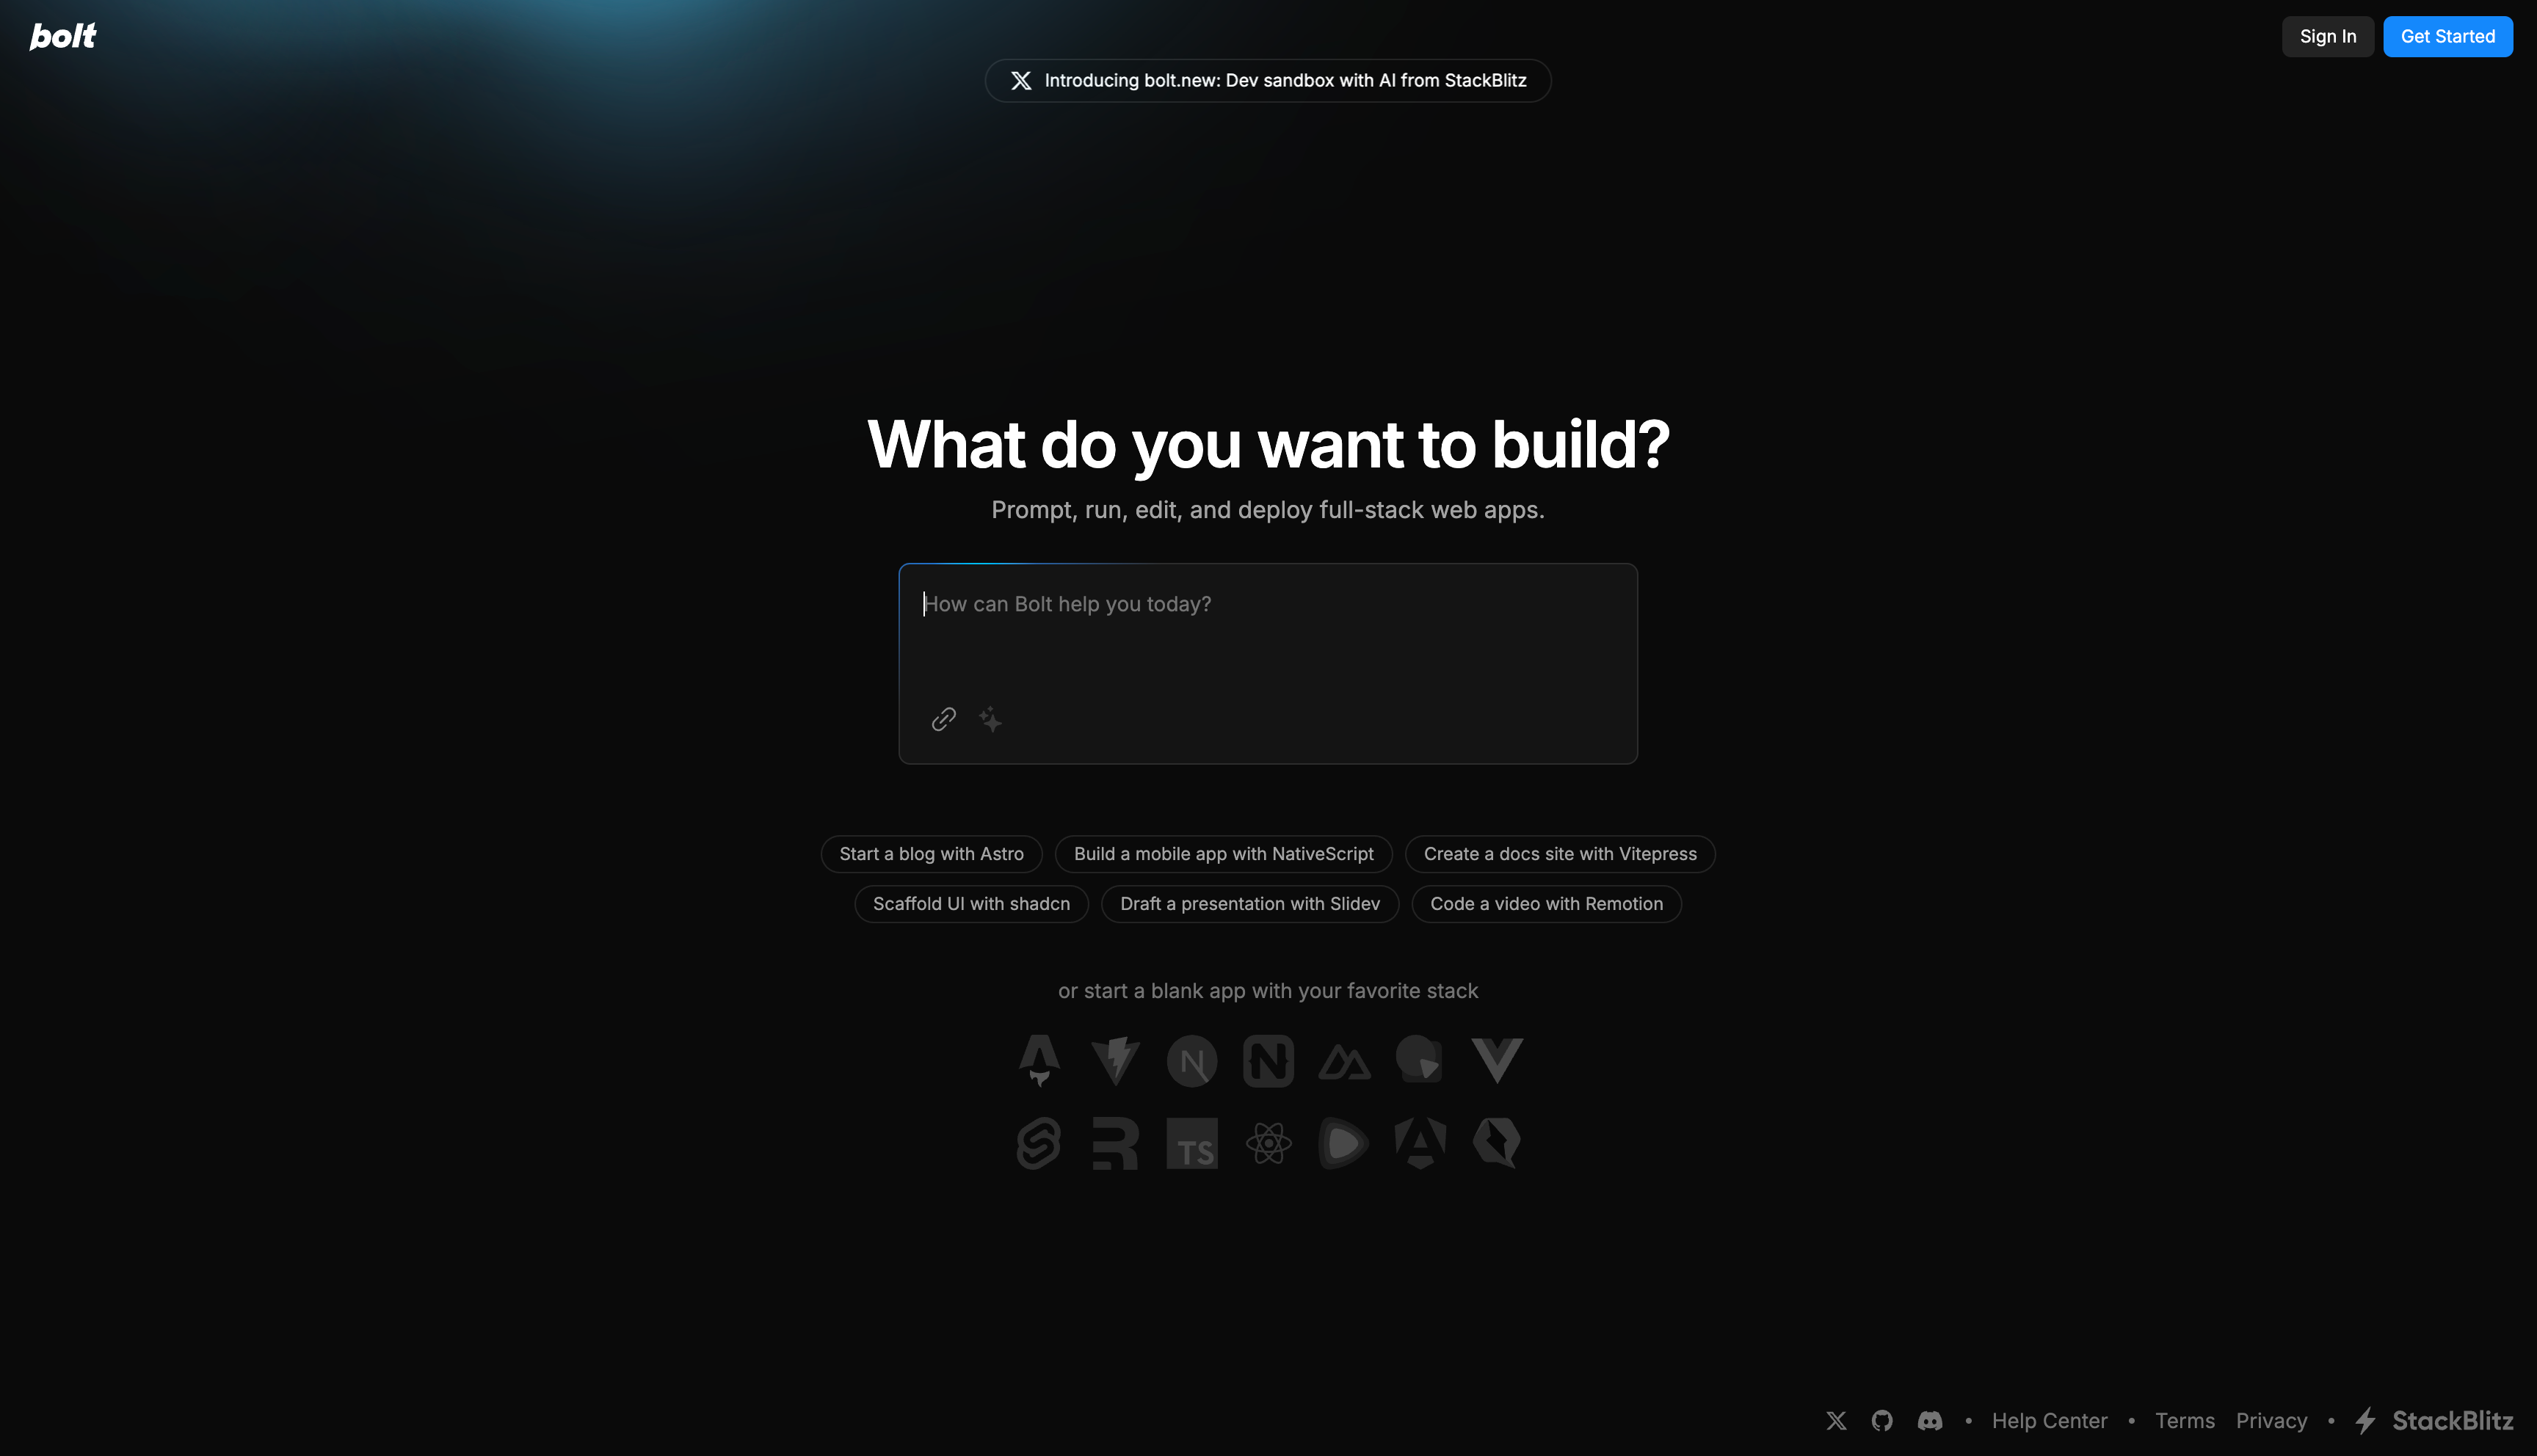 bolt
Sign In
Get Started
Introducing bolt.new: Dev sandbox with AI from StackBlitz
What do you want to build?
Prompt, run, edit, and deploy full-stack web apps.
How can Bolt help you today?
Start a blog with Astro
Build a mobile app with NativeScript
Create a docs site with Vitepress
Scaffold UI with shadcn
Draft a presentation with Slidev
Code a video with Remotion
or start a blank app with your favorite stack
TS
Help Center
Terms
Privacy
StackBlitz